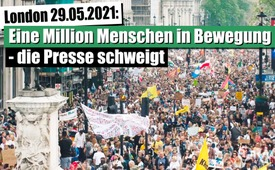 London 29.05.2021:
Eine Million Menschen in Bewegung
- die Presse schweigt